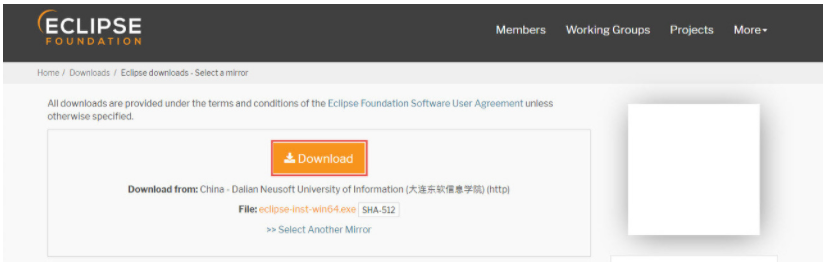 ECLIPSE
FOUNDATION
Members Working Groups Projects More
Home / Downloads / Eclipse downloads - Select a mirror
All downloads are provided under the terms and conditions of the Eclipse Foundation Software User Agreement unless
otherwise specified.
Download
Download from: China - Dalian Neusoft University of Information (大连东软信息学院) (http)
File: eclipse-inst-win64.exe SHA-512
>> Select Another Mirror